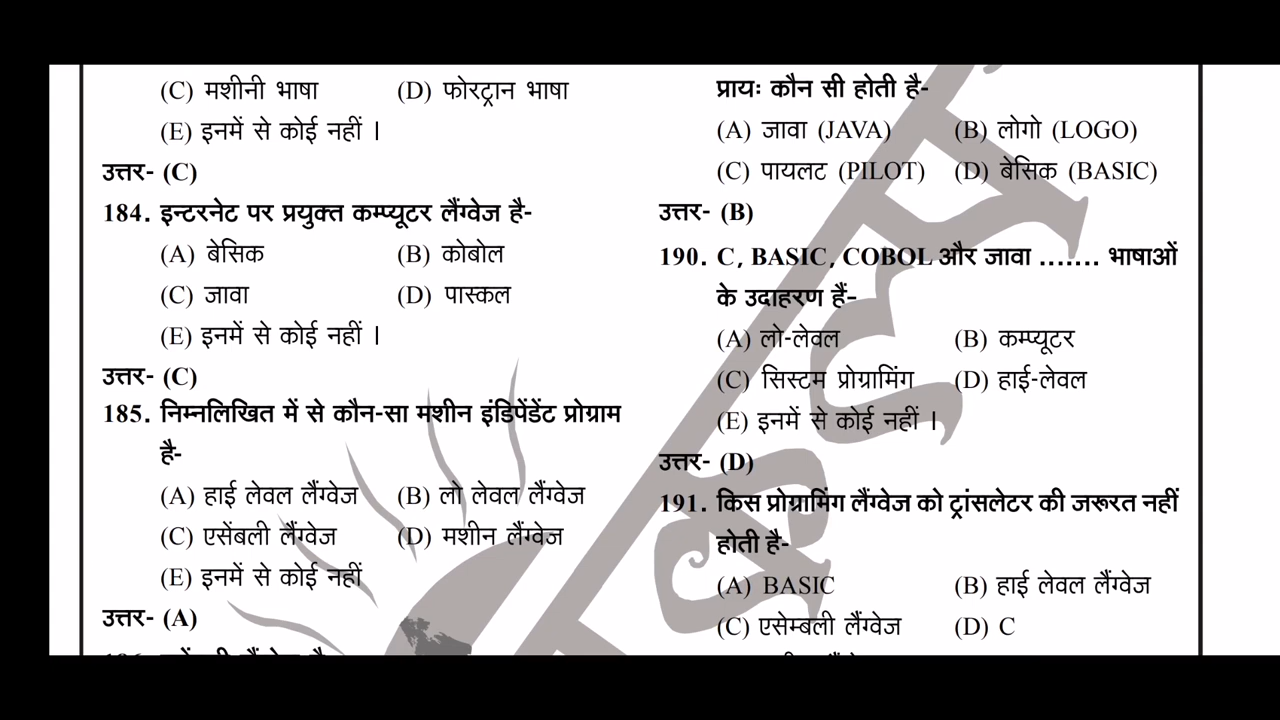 (C) मशीनी भाषा (D) फोरट्रान भाषा
(E) इनमें से कोई नहीं ।
उत्तर- (C)
184. इन्टरनेट पर प्रयुक्त कम्प्यूटर लैंग्वेज है-
(A) बेसिक (B) कोबोल
(C) जावा (D) पास्कल
(E) इनमें से कोई नहीं ।
उत्तर- (C)
185. निम्नलिखित में से कौन-सा मशीन इंडिपेंडेंट प्रोग्राम
है-
(A) हाई लेवल लैंग्वेज (B) लो लेवल लैंग्वेज
(C) एसेंबली लैंग्वेज (D) मशीन लैंग्वेज
(E) इनमें से कोई नहीं
उत्तर- (A)
प्रायः कौन सी होती है-
(A) जावा (JAVA) (B) लोगो (LOGO)
(C) पायलट (PILOT) (D) बेसिक (BASIC)
उत्तर- (B)
190. C, BASIC, COBOL और जावा ....... भाषाओं
के उदाहरण हैं-
(A) लो-लेवल (B) कम्प्यूटर
(C) सिस्टम प्रोग्रामिंग (D) हाई-लेवल
(E) इनमें से कोई नहीं ।
उत्तर- (D)
191. किस प्रोग्रामिंग लैंग्वेज को ट्रांसलेटर की जरूरत नहीं
होती है-
(A) BASIC (B) हाई लेवल लैंग्वेज
(C) एसेम्बली लैंग्वेज (D) C